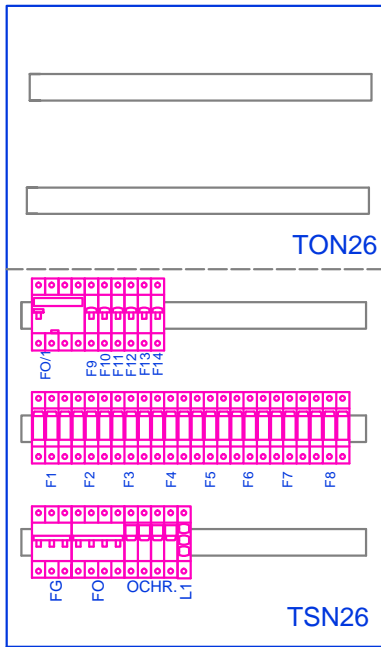 TON26
FO/1 F9 F10 F11 F12 F13 F14
F1 F2 F3 F4 F5 F6 F7 F8
FG FO OCHR. L1
TSN26